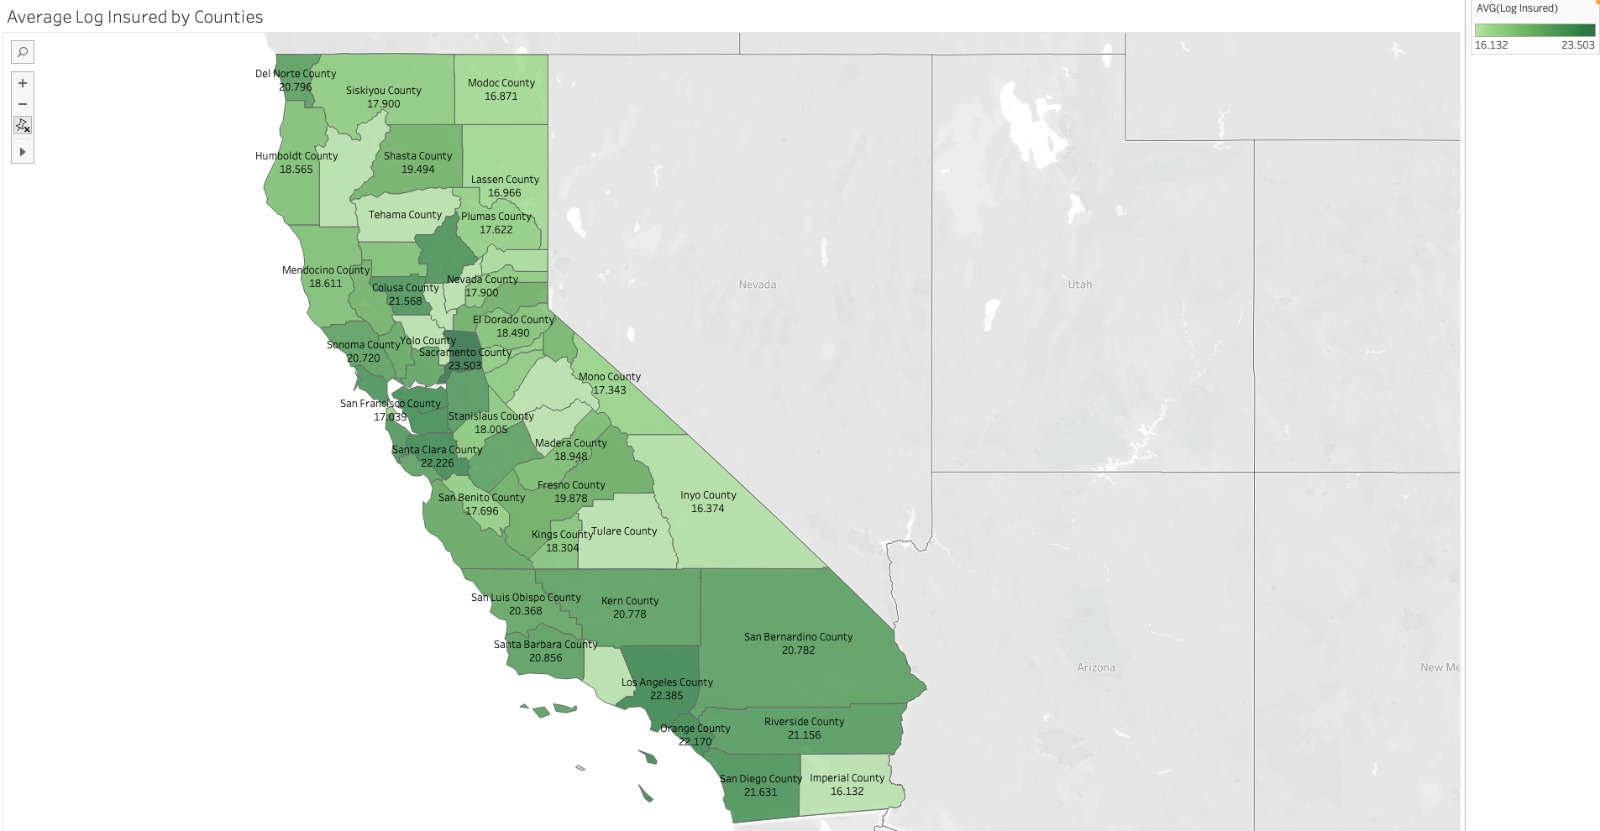 Average Log Insured by Counties
AVG(Log Insured)
16.132 23.503
Del Norte County
20.796
Siskiyou County
17.900
Modoc County
16.871
Humboldt County
18.565
Shasta County
19.494
Lassen County
16.966
Tehama County
Plumas County
17.622
Mendocino County
18.611
Colusa County
21.568
Nevada County
17.900
El Dorado County
18.490
Sonoma County
20.720
Yolo County
Sacramento County
23.503
Mono County
17.343
San Francisco County
17.039
Stanislaus County
18.005
Santa Clara County
22.226
Madera County
18.948
San Benito County
17.696
Fresno County
19.878
Inyo County
16.374
Kings County
18.304
Tulare County
San Luis Obispo County
20.368
Kern County
20.778
San Bernardino County
20.782
Santa Barbara County
20.856
Los Angeles County
22.385
Orange County
22.170
Riverside County
21.156
San Diego County
21.631
Imperial County
16.132
Nevada
Utah
Arizona
New Me